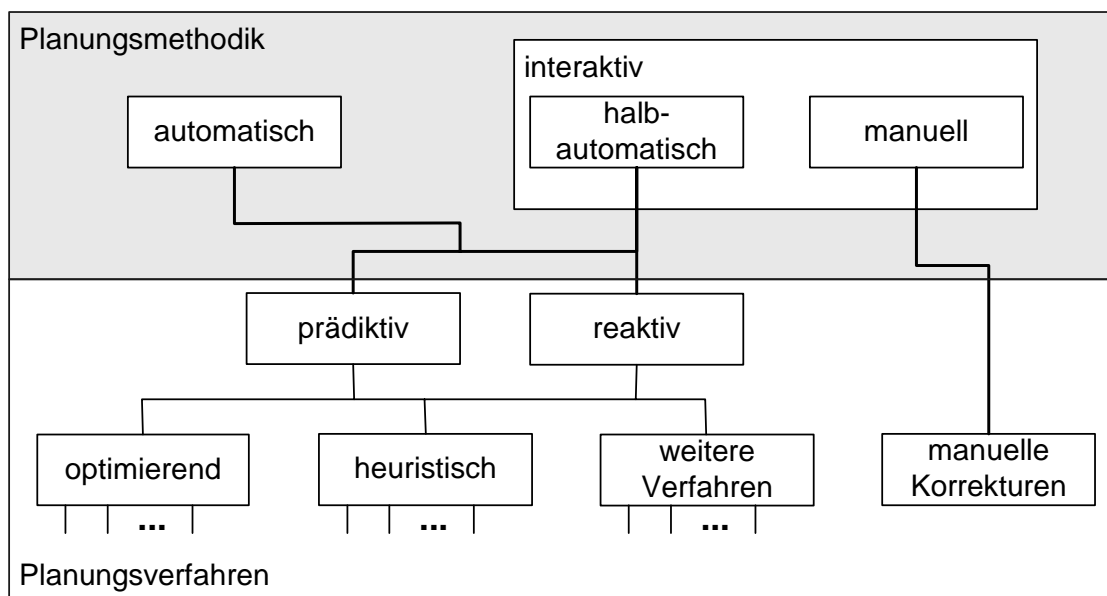 Planungsmethodik
interaktiv
automatisch
halb-
automatisch
manuell
prädiktiv
reaktiv
optimierend
heuristisch
weitere
Verfahren
manuelle
Korrekturen
...
...
...
Planungsverfahren